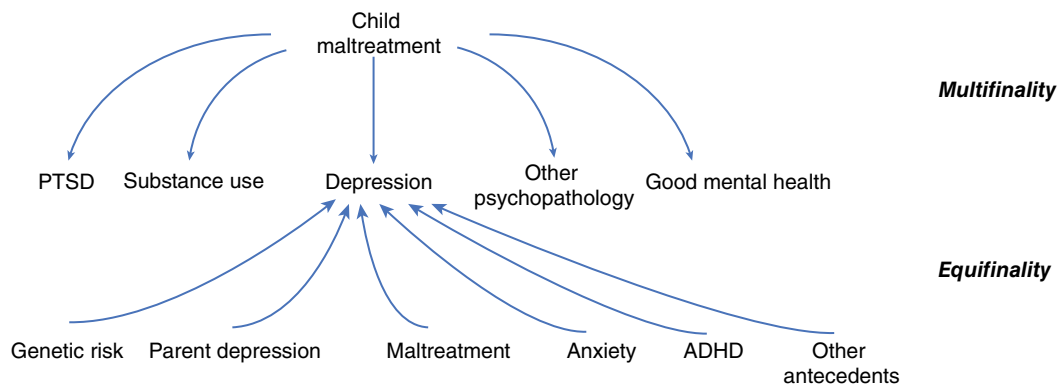 Child
maltreatment
Multifinality
PTSD
Substance use
Depression
Other
psychopathology
Good mental health
Equifinality
Genetic risk
Parent depression
Maltreatment
Anxiety
ADHD
Other
antecedents